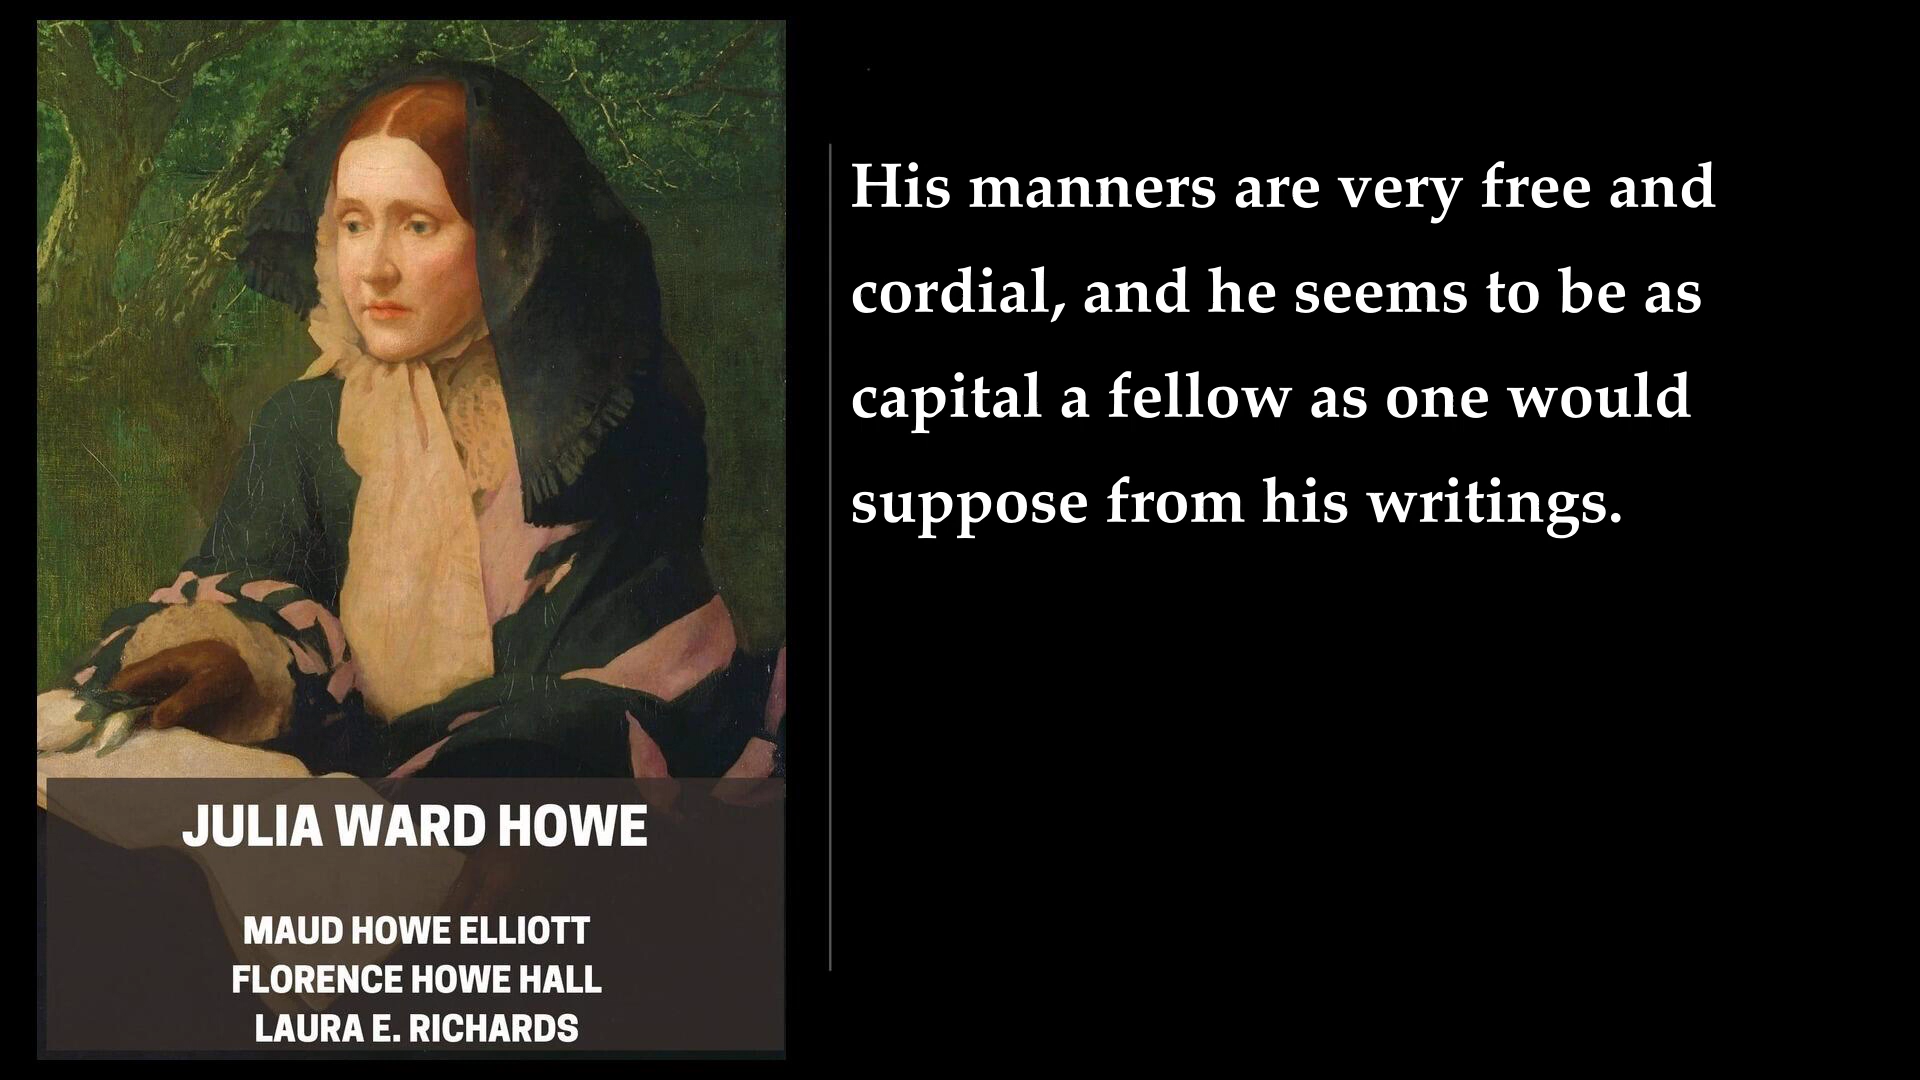 JULIA WARD HOWE
MAUD HOWE ELLIOTT
FLORENCE HOWE HALL
LAURA E. RICHARDS
His manners are very free and
cordial, and he seems to be as
capital a fellow as one would
suppose from his writings.